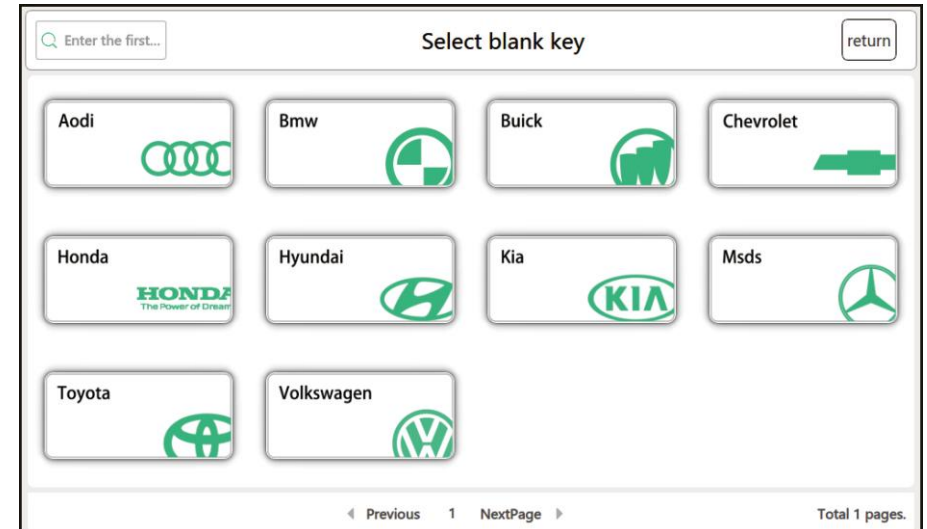 Enter the first...
Select blank key
return
Aodi
Bmw
Buick
Chevrolet
HONDA
The Power of Dream
Honda
Hyundai
Kia
KIA
Msds
Toyota
Volkswagen
Previous 1 NextPage
Total 1 pages.